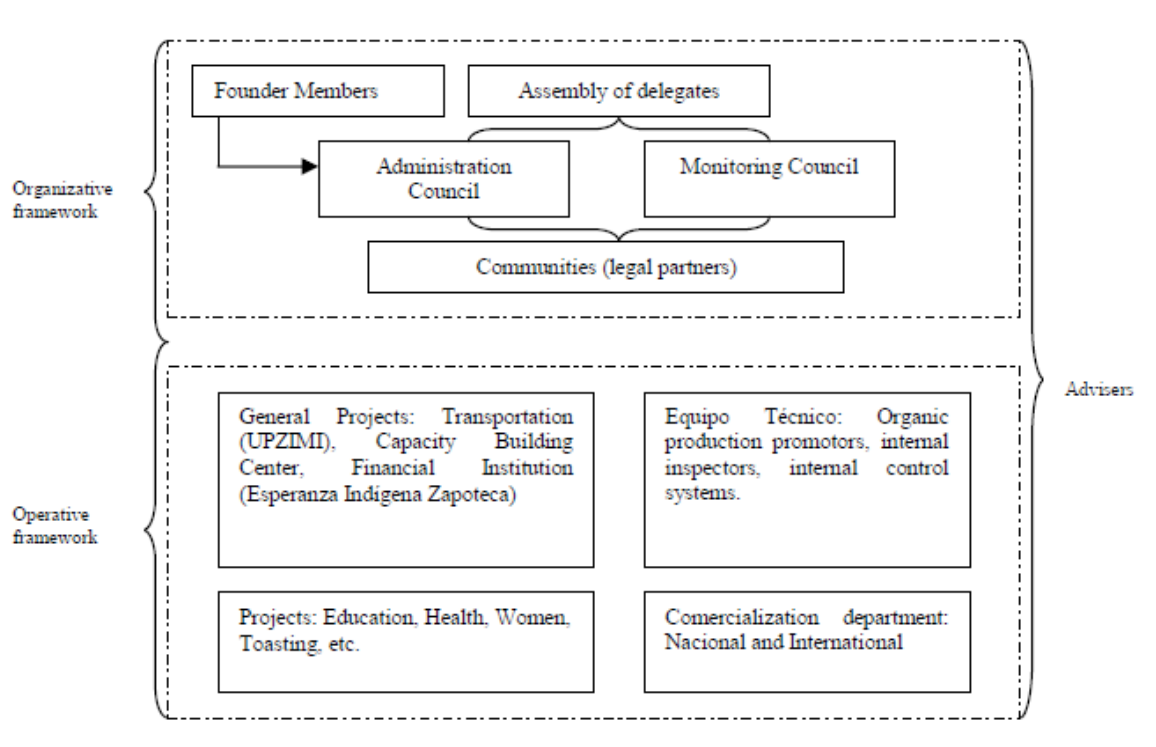 Founder Members
Assembly of delegates
Administration
Council
Monitoring Council
Communities (legal partners)
Organizative
framework
General Projects: Transportation
(UPZIMI), Capacity Building
Center, Financial Institution
(Esperanza Indígena Zapoteca)
Equipo Técnico: Organic
production promotors, internal
inspectors, internal control
systems.
Projects: Education, Health, Women,
Toasting, etc.
Comercialization department:
Nacional and International
Operative
framework
Advisers